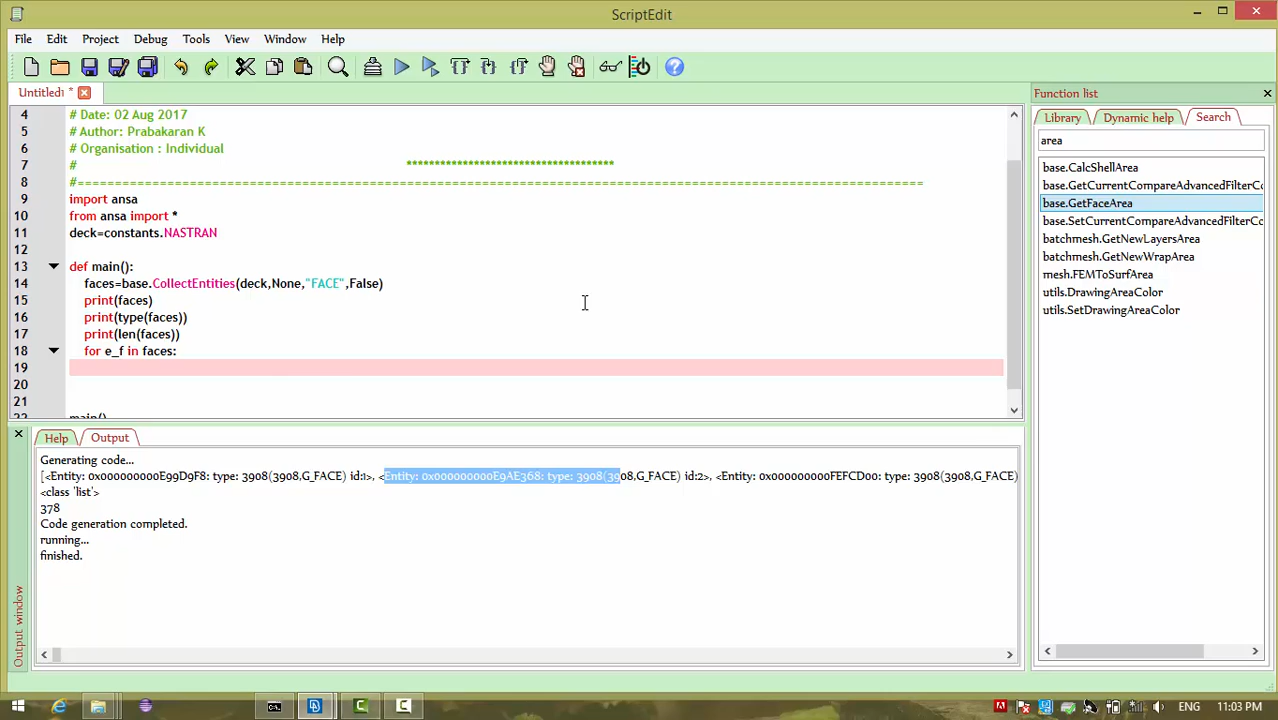 ScriptEdit
File Edit Project Debug Tools View Window Help
Untitled1 *
4 # Date: 02 Aug 2017
5 # Author: Prabakaran K
6 # Organisation : Individual
7 # *************************************
8 #==========================================================================================
9 import ansa
10 from ansa import *
11 deck=constants.NASTRAN
12
13 def main():
14 faces=base.CollectEntities(deck,None,"FACE",False)
15 print(faces)
16 print(type(faces))
17 print(len(faces))
18 for e_f in faces:
19
20
21
22 main()
Function list
Library Dynamic help Search
area
base.CalcShellArea
base.GetCurrentCompareAdvancedFilterCo
base.GetFaceArea
base.SetCurrentCompareAdvancedFilterCo
batchmesh.GetNewLayersArea
batchmesh.GetNewWrapArea
mesh.FEMToSurfArea
utils.DrawingAreaColor
utils.SetDrawingAreaColor
Help Output
Generating code...
[<Entity: 0x000000000E99D9F8: type: 3908(3908,G_FACE) id:1>, <Entity: 0x000000000E9AE368: type: 3908(3908,G_FACE) id:2>, <Entity: 0x000000000FEFCD00: type: 3908(3908,G_FACE)
<class 'list'>
378
Code generation completed.
running...
finished.
Output window
ENG 11:03 PM